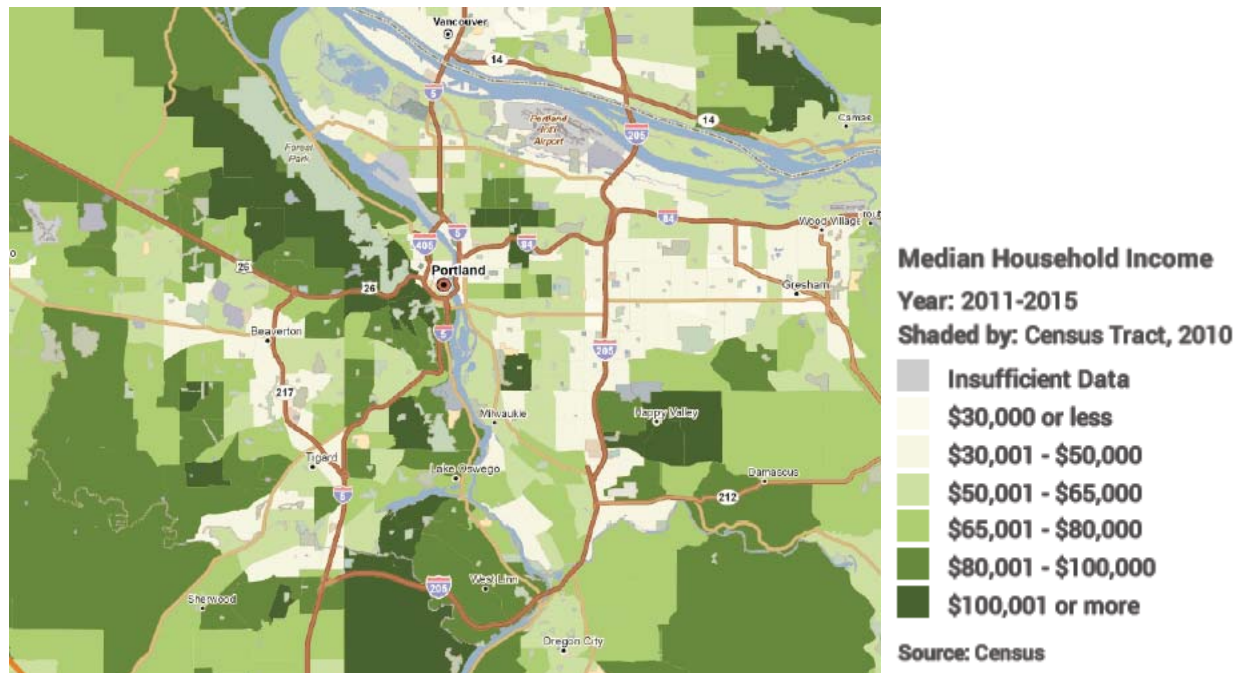 Vancouver
14
5
Portland
Int'l
Airport
205
14
Camas
Forest
Park
26
405
5
84
84
Wood Village
Portland
26
Gresham
5
Beaverton
205
217
Milwaukie
Happy Valley
Tigard
Lake Oswego
Damascus
5
212
205
West Linn
Sherwood
Oregon City
Median Household Income
Year: 2011-2015
Shaded by: Census Tract, 2010
Insufficient Data
$30,000 or less
$30,001 - $50,000
$50,001 - $65,000
$65,001 - $80,000
$80,001 - $100,000
$100,001 or more
Source: Census